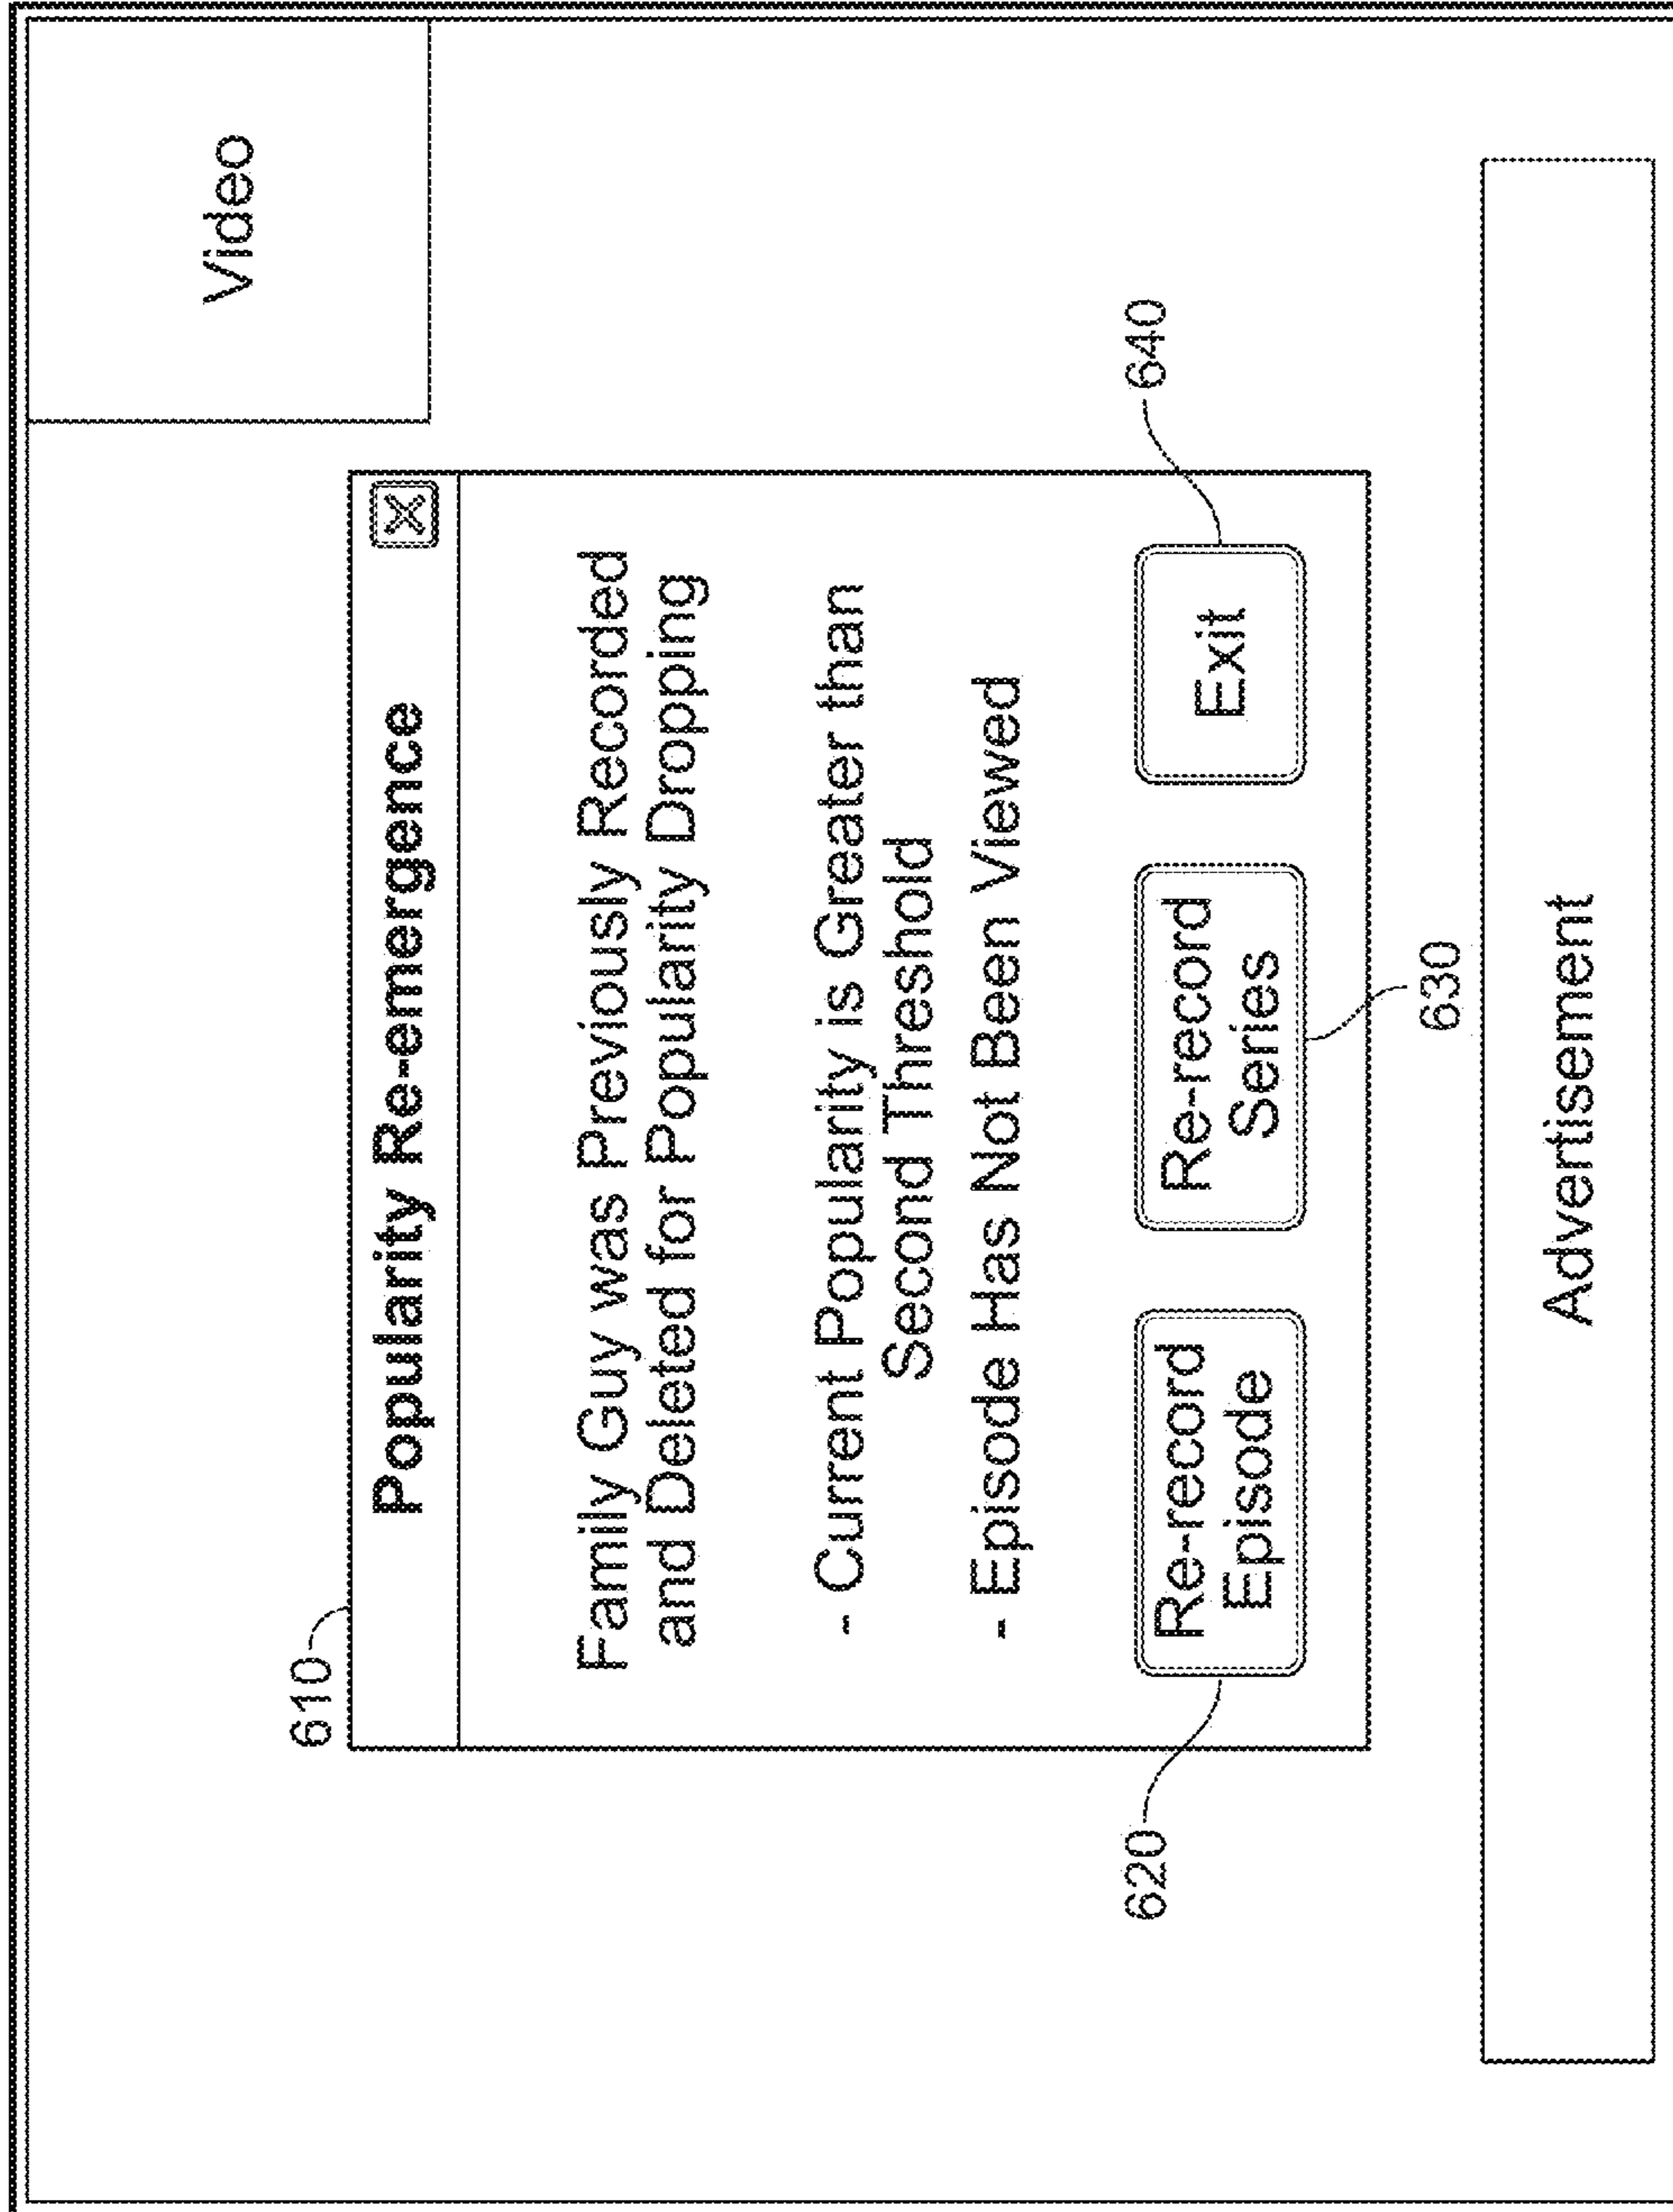 Video
610
Popularity Re-emergence
X
Family Guy was Previously Recorded
and Deleted for Popularity Dropping
- Current Popularity is Greater than
Second Threshold
- Episode Has Not Been Viewed
Re-record
Episode
Re-record
Series
Exit
620
630
640
Advertisement